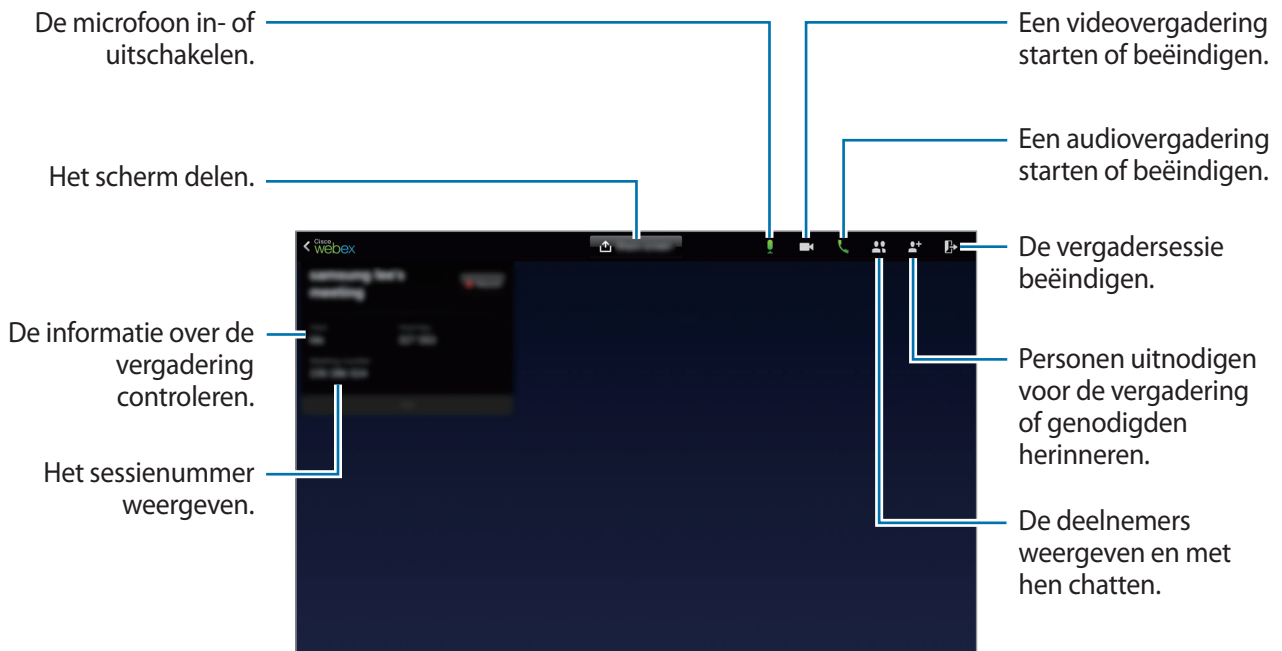 De microfoon in- of
uitschakelen.
Het scherm delen.
De informatie over de
vergadering
controleren.
Het sessienummer
weergeven.
Cisco
webex
Een videovergadering
starten of beëindigen.
Een audiovergadering
starten of beëindigen.
De vergadersessie
beëindigen.
Personen uitnodigen
voor de vergadering
of genodigden
herinneren.
De deelnemers
weergeven en met
hen chatten.